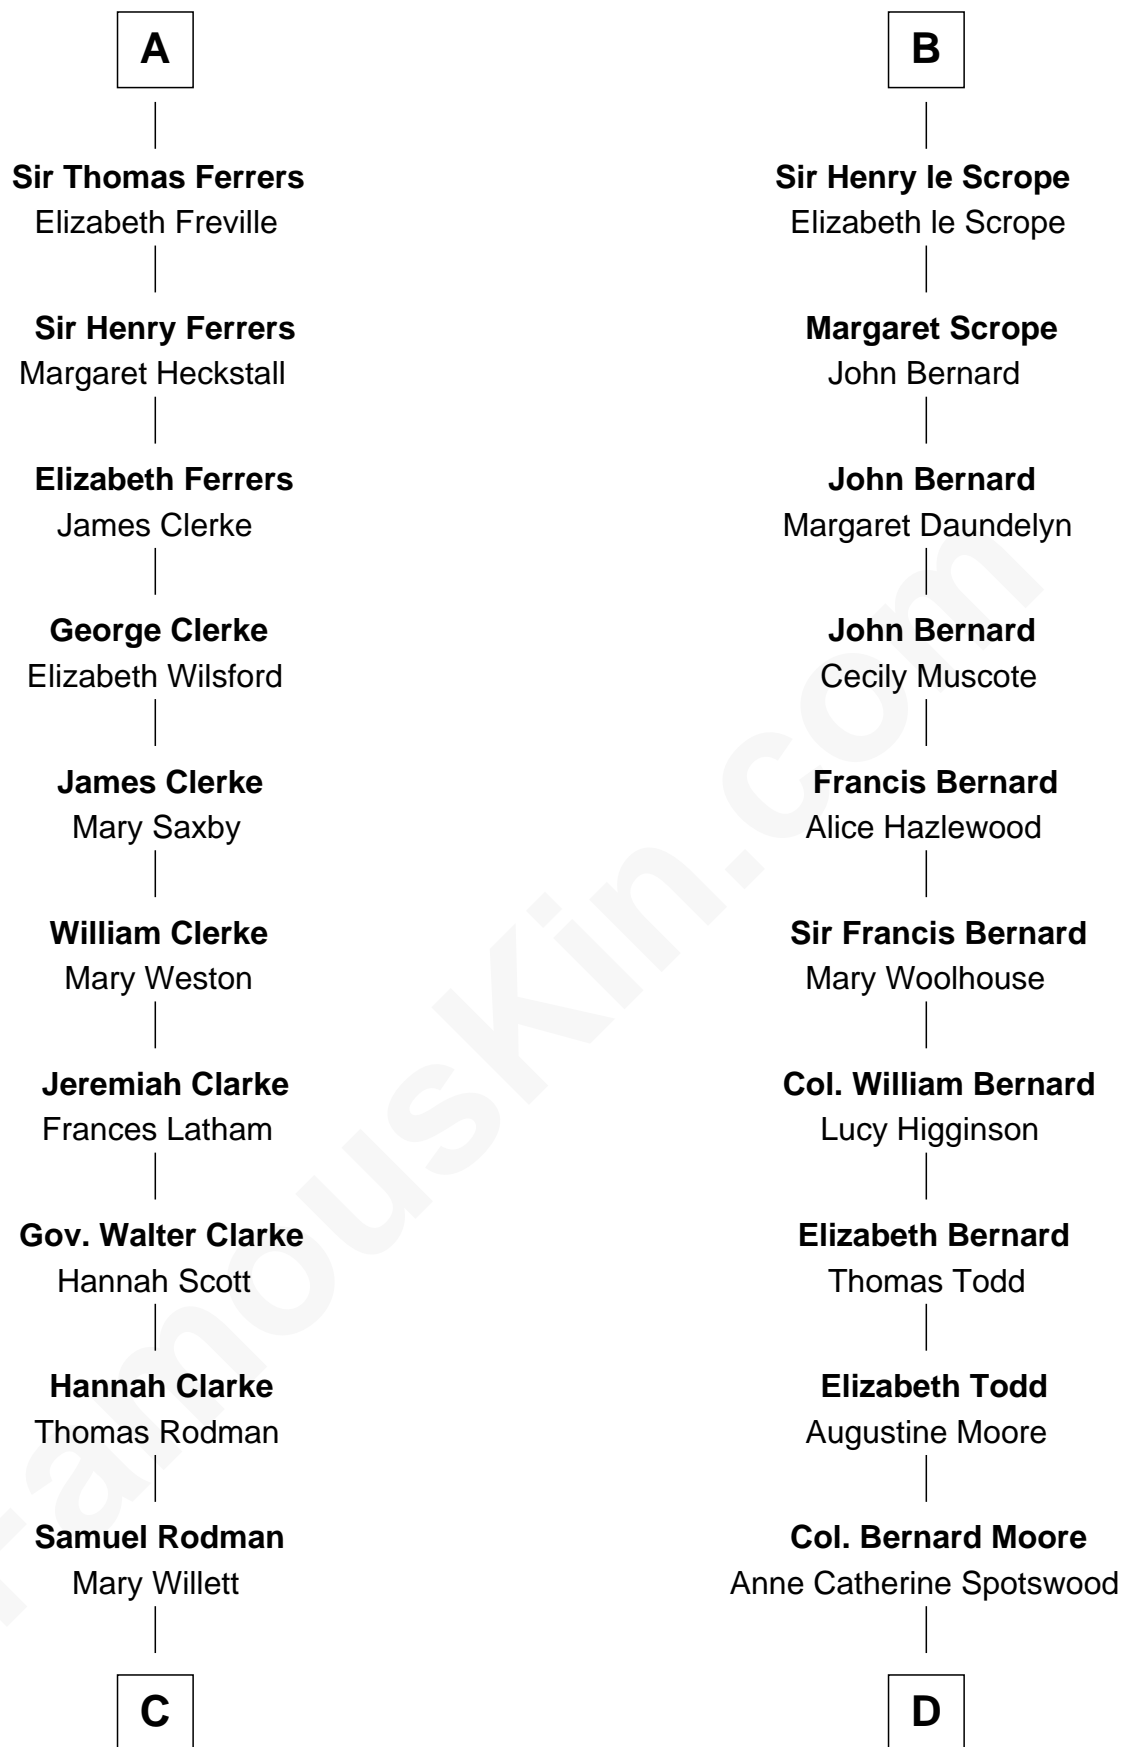 A
Sir Thomas Ferrers
Elizabeth Freville
Sir Henry Ferrers
Margaret Heckstall
Elizabeth Ferrers
James Clerke
George Clerke
Elizabeth Wilsford
James Clerke
Mary Saxby
William Clerke
Mary Weston
Jeremiah Clarke
Frances Latham
Gov. Walter Clarke
Hannah Scott
Hannah Clarke
Thomas Rodman
Samuel Rodman
Mary Willett
C
B
Sir Henry le Scrope
Elizabeth le Scrope
Margaret Scrope
John Bernard
John Bernard
Margaret Daundelyn
John Bernard
Cecily Muscote
Francis Bernard
Alice Hazlewood
Sir Francis Bernard
Mary Woolhouse
Col. William Bernard
Lucy Higginson
Elizabeth Bernard
Thomas Todd
Elizabeth Todd
Augustine Moore
Col. Bernard Moore
Anne Catherine Spotswood
D
FamousKin.com